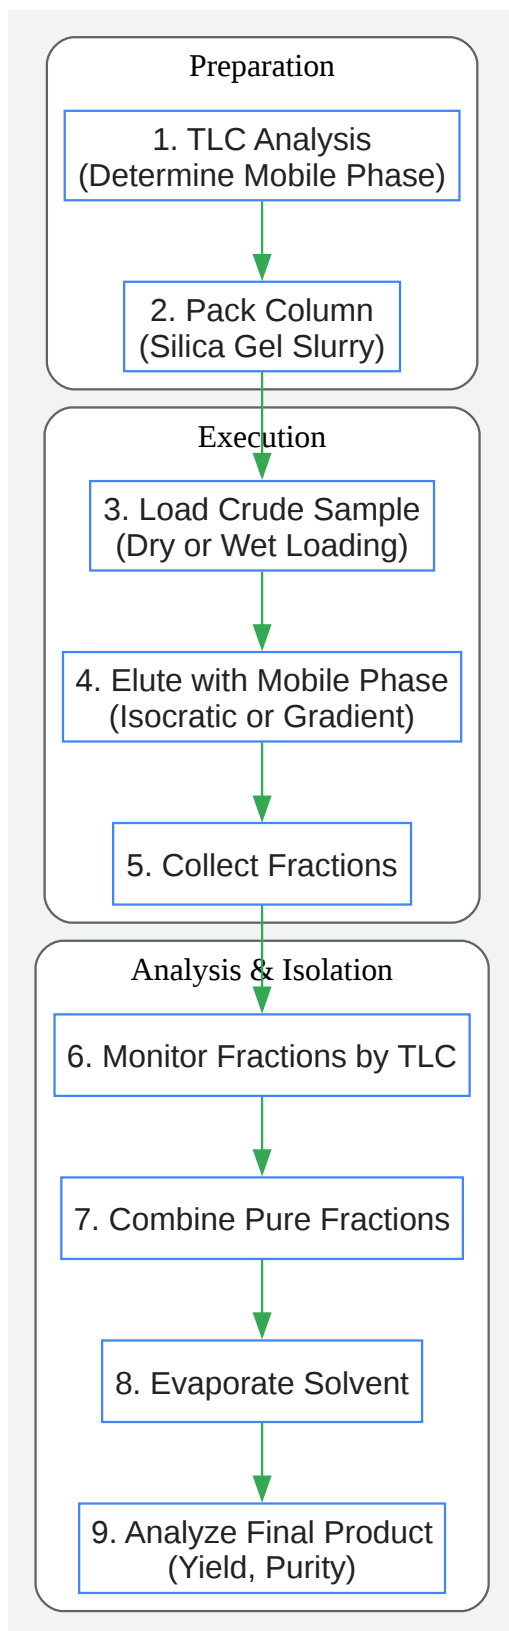 Preparation
1. TLC Analysis
(Determine Mobile Phase)
2. Pack Column
(Silica Gel Slurry)
Execution
3. Load Crude Sample
(Dry or Wet Loading)
4. Elute with Mobile Phase
(Isocratic or Gradient)
5. Collect Fractions
Analysis & Isolation
6. Monitor Fractions by TLC
7. Combine Pure Fractions
8. Evaporate Solvent
9. Analyze Final Product
(Yield, Purity)